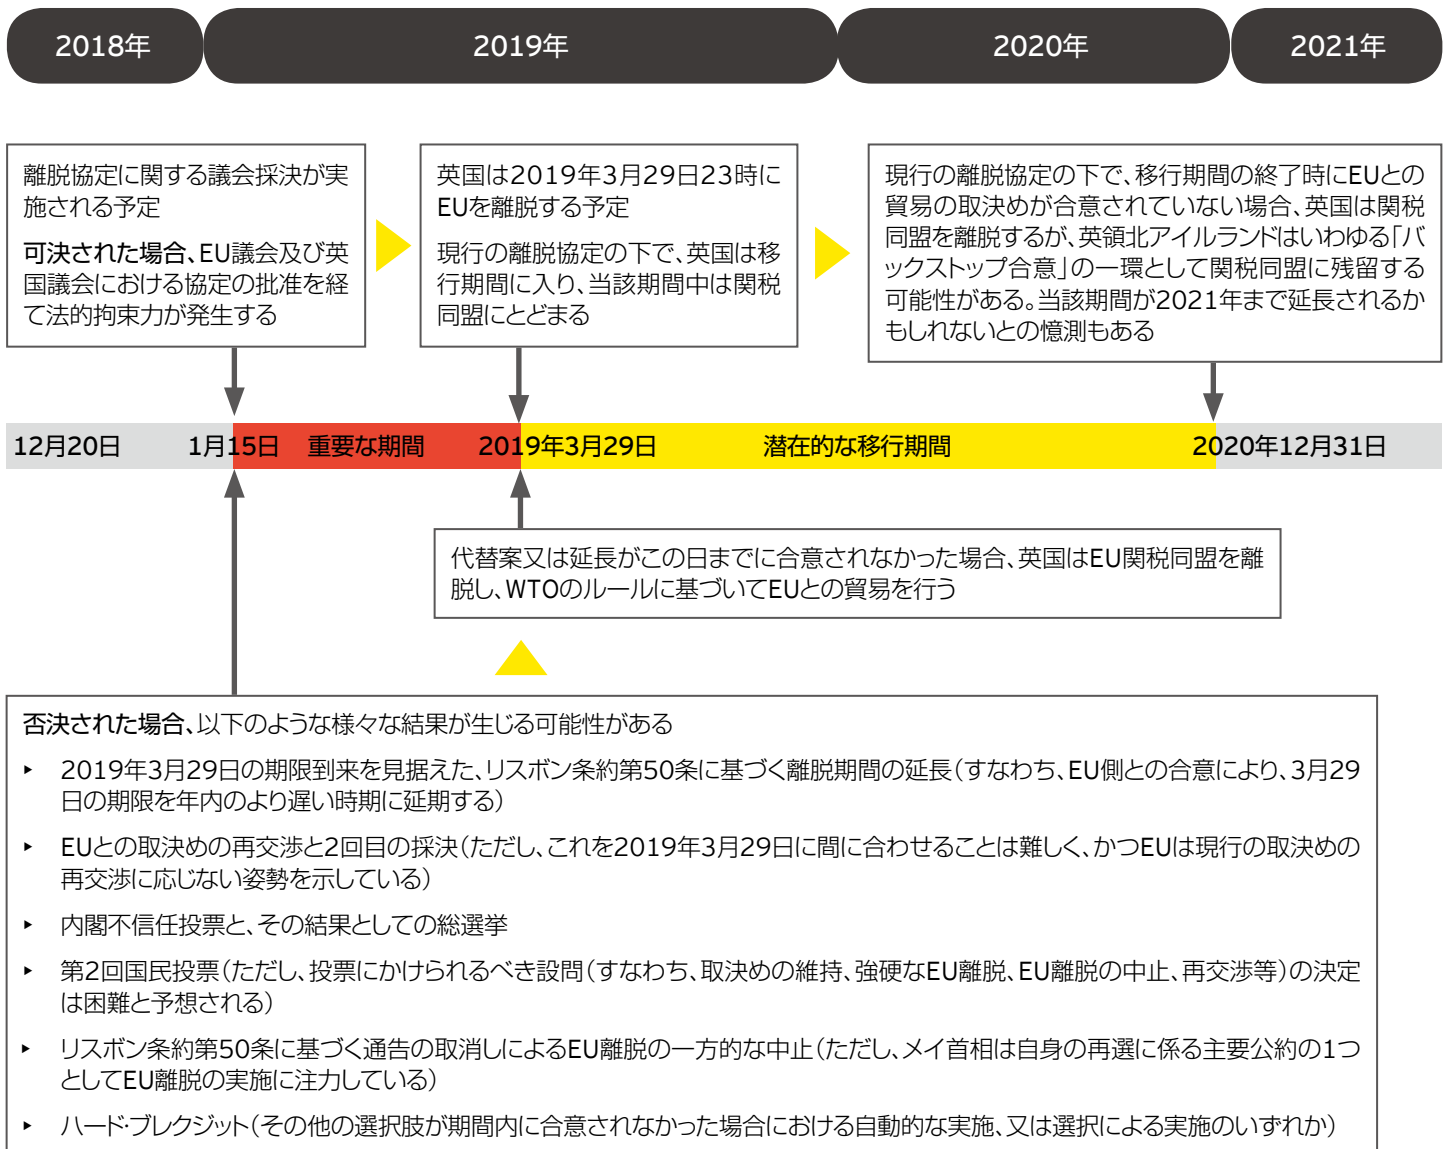 2018年
2019年
2020年
2021年
離脱協定に関する議会採決が実
施される予定
可決された場合、EU議会及び英
国議会における協定の批准を経
て法的拘束力が発生する
英国は2019年3月29日23時に
EUを離脱する予定
現行の離脱協定の下で、英国は移
行期間に入り、当該期間中は関税
同盟にとどまる
現行の離脱協定の下で、移行期間の終了時にEUとの
貿易の取決めが合意されていない場合、英国は関税
同盟を離脱するが、英領北アイルランドはいわゆる「バ
ックストップ合意」の一環として関税同盟に残留する
可能性がある。当該期間が2021年まで延長されるか
もしれないとの憶測もある
12月20日
1月15日
重要な期間
2019年3月29日
潜在的な移行期間
2020年12月31日
代替案又は延長がこの日までに合意されなかった場合、英国はEU関税同盟を離
脱し、WTOのルールに基づいてEUとの貿易を行う
否決された場合、以下のような様々な結果が生じる可能性がある
‣ 2019年3月29日の期限到来を見据えた、リスボン条約第50条に基づく離脱期間の延長（すなわち、EU側との合意により、3月29
日の期限を年内のより遅い時期に延期する）
‣ EUとの取決めの再交渉と2回目の採決（ただし、これを2019年3月29日に間に合わせることは難しく、かつEUは現行の取決めの
再交渉に応じない姿勢を示している）
‣ 内閣不信任投票と、その結果としての総選挙
‣ 第2回国民投票（ただし、投票にかけられるべき設問（すなわち、取決めの維持、強硬なEU離脱、EU離脱の中止、再交渉等）の決定
は困難と予想される）
‣ リスボン条約第50条に基づく通告の取消しによるEU離脱の一方的な中止（ただし、メイ首相は自身の再選に係る主要公約の1つ
としてEU離脱の実施に注力している）
‣ ハード・ブレクジット（その他の選択肢が期間内に合意されなかった場合における自動的な実施、又は選択による実施のいずれか）